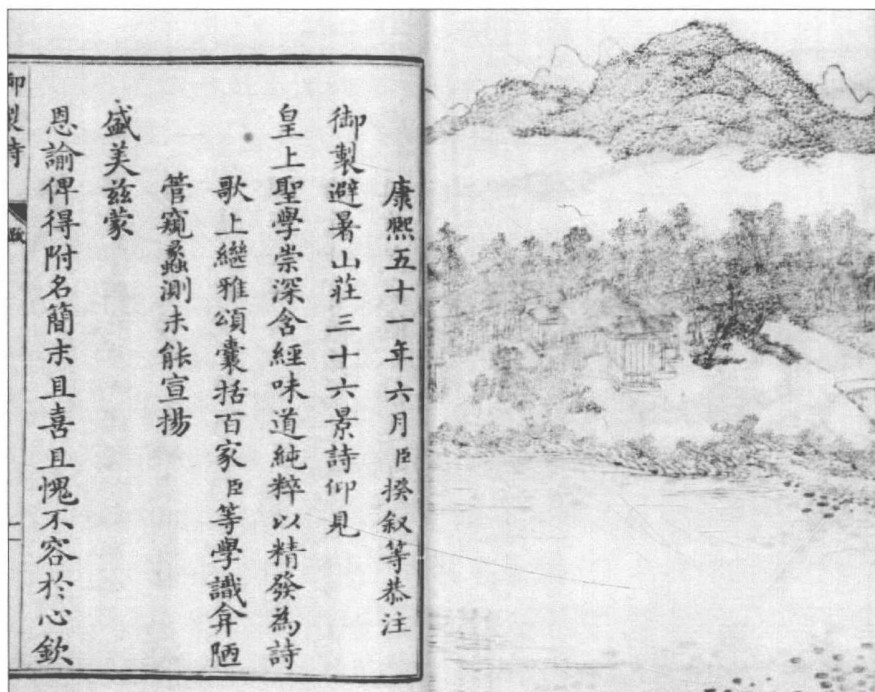 康熙五十一年六月臣揆叙等恭注
御製避暑山莊三十六景詩仰見
皇上聖學崇深含經味道純粹以精發為詩
歌上繼雅頌囊括百家臣等學識弇陋
管窺蠡測未能宣揚
盛美茲蒙
恩諭俾得附名簡末且喜且愧不容於心欽
御製詩
跋
一